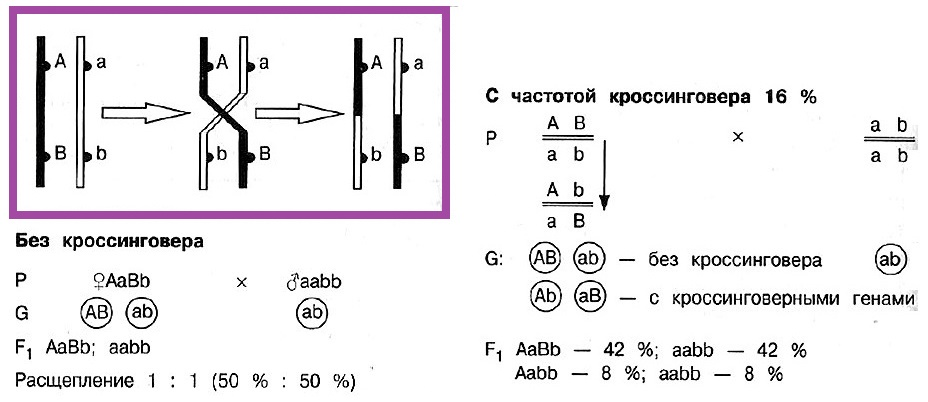 A a A a A a
B b b B b B
Без кроссинговера
P ♀AaBb × ♂aabb
G AB ab ab
F₁ AaBb; aabb
Расщепление 1 : 1 (50 % : 50 %)
С частотой кроссинговера 16 %
P A B × a b
a b a b
A b
a B
G: AB ab — без кроссинговера ab
Ab aB — с кроссинговерными генами
F₁ AaBb — 42 %; aabb — 42 %
Aabb — 8 %; aabb — 8 %